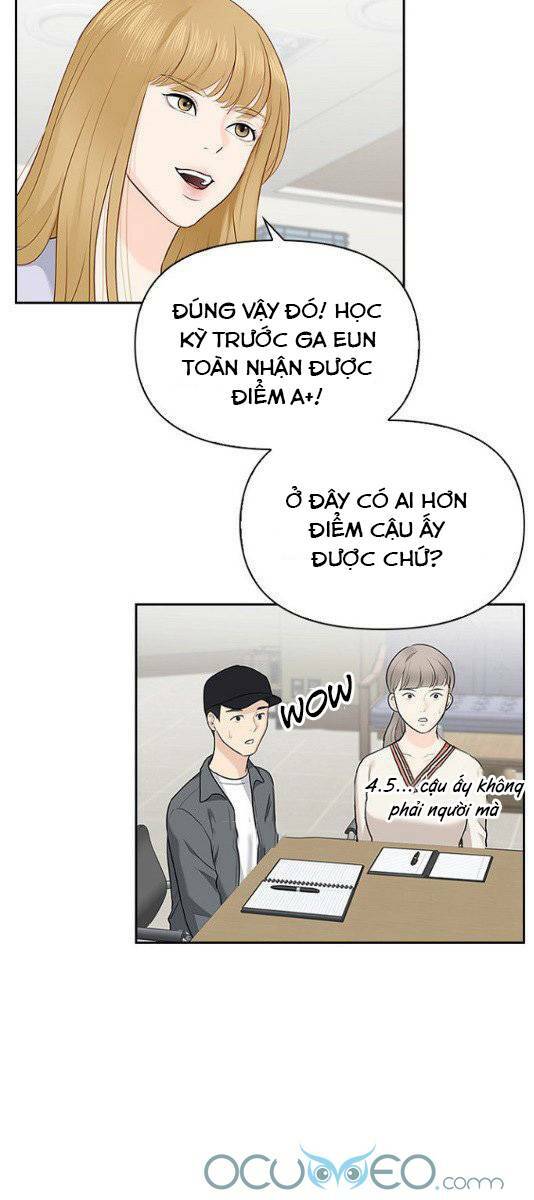 ĐÚNG VẬY ĐÓ! HỌC
KỲ TRƯỚC GA EUN
TOÀN NHẬN ĐƯỢC
ĐIỂM A+!
Ở ĐÂY CÓ AI HƠN
ĐIỂM CẬU ẤY
ĐƯỢC CHỨ?
WOW
4.5... cậu ấy không
phải người mà
OCUMEO.com